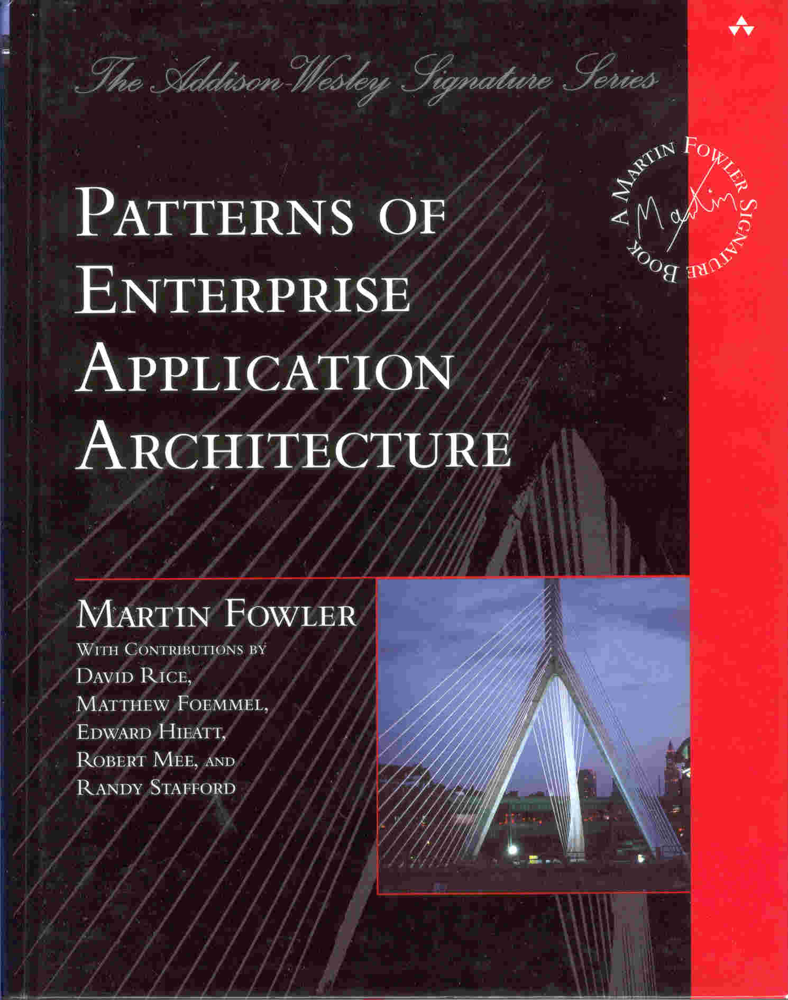 The Addison-Wesley Signature Series
A MARTIN FOWLER SIGNATURE BOOK
Martin
PATTERNS OF
ENTERPRISE
APPLICATION
ARCHITECTURE
MARTIN FOWLER
WITH CONTRIBUTIONS BY
DAVID RICE,
MATTHEW FOEMMEL,
EDWARD HIEATT,
ROBERT MEE, AND
RANDY STAFFORD